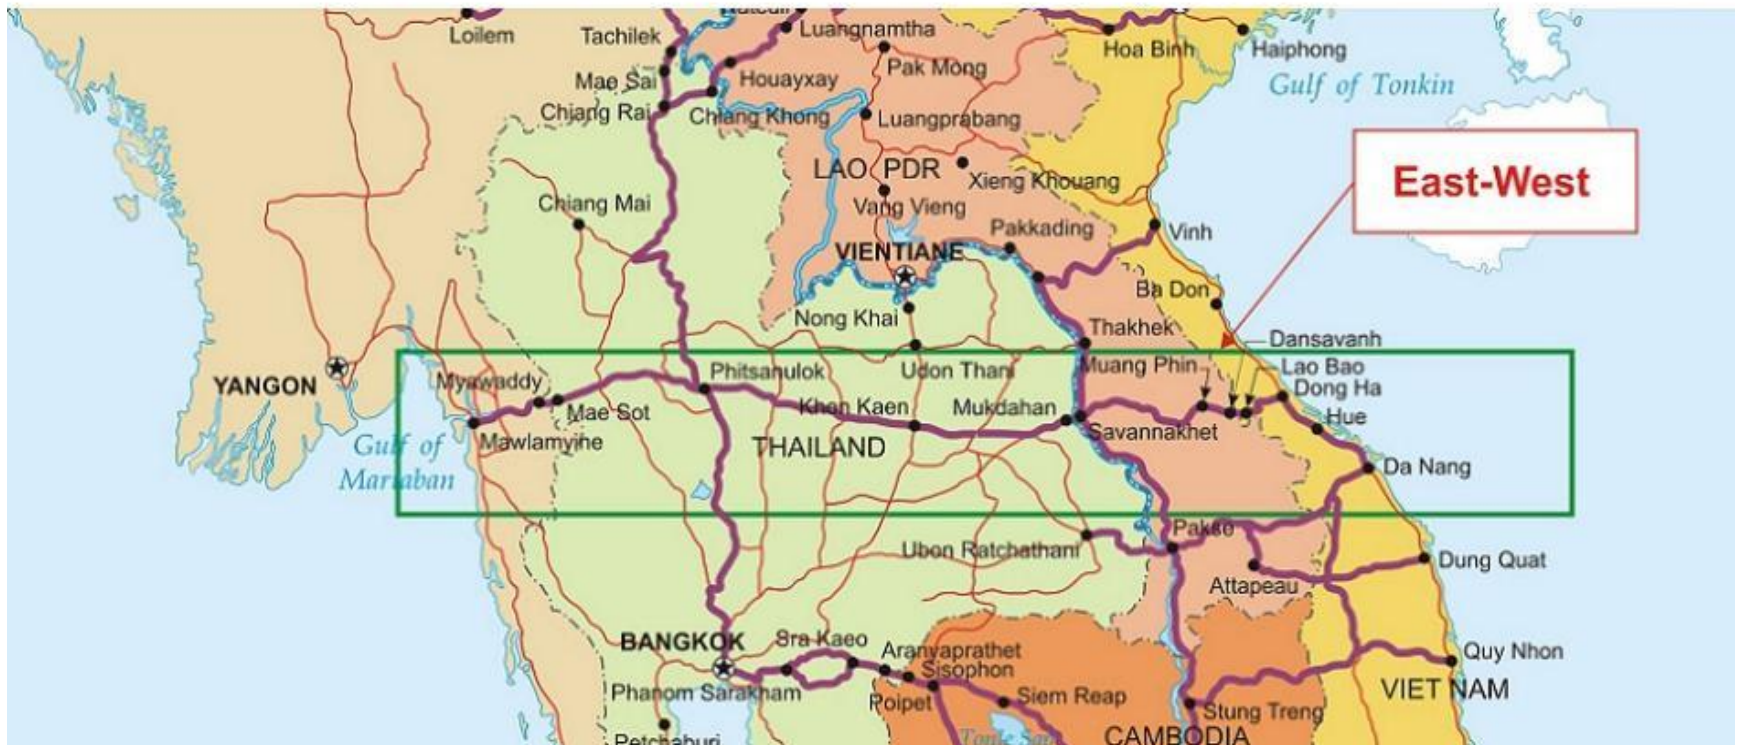 Loilem
Tachilek
Luangnamtha
Hoa Binh
Haiphong
Mae Sai
Houayxay
Pak Mong
Gulf of Tonkin
Chiang Rai
Chiang Khong
Luangprabang
LAO PDR
Xieng Khouang
East-West
Chiang Mai
Vang Vieng
Pakkading
Vinh
VIENTIANE
Ba Don
Nong Khai
Thakhek
Dansavanh
YANGON
Myawaddy
Phitsanulok
Udon Thani
Muang Phin
Lao Bao
Dong Ha
Mae Sot
Khon Kaen
Mukdahan
Savannakhet
Hue
Gulf of
Martaban
Mawlamyine
THAILAND
Da Nang
Pakse
Ubon Ratchathani
Dung Quat
Attapeau
BANGKOK
Sra Kaeo
Aranyaprathet
Sisophon
Quy Nhon
Phanom Sarakham
Poipet
Siem Reap
VIET NAM
Stung Treng
Petchaburi
Tonle Sap
CAMBODIA